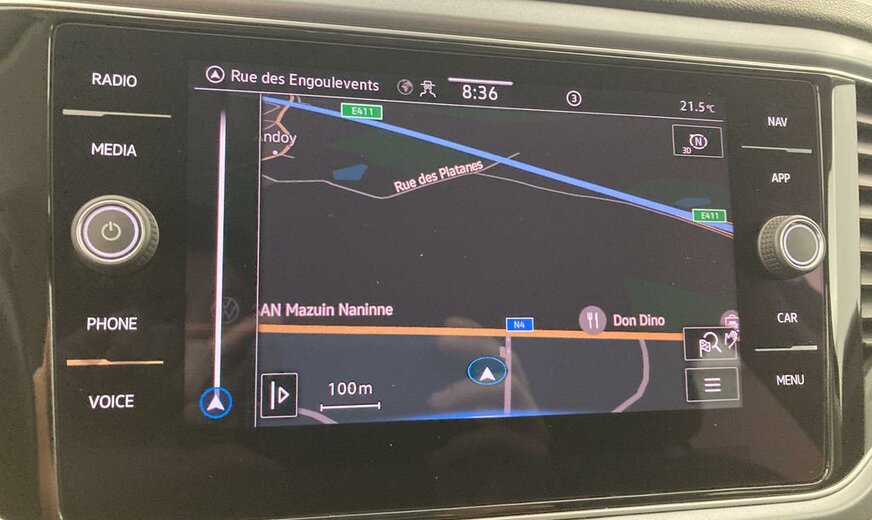 RADIO
MEDIA
PHONE
VOICE
Rue des Engoulevents
8:36
3
21.5°C
E411
ndoy
Rue des Platanes
N
3D
E411
AN Mazuin Naninne
N4
Don Dino
100m
NAV
APP
CAR
MENU